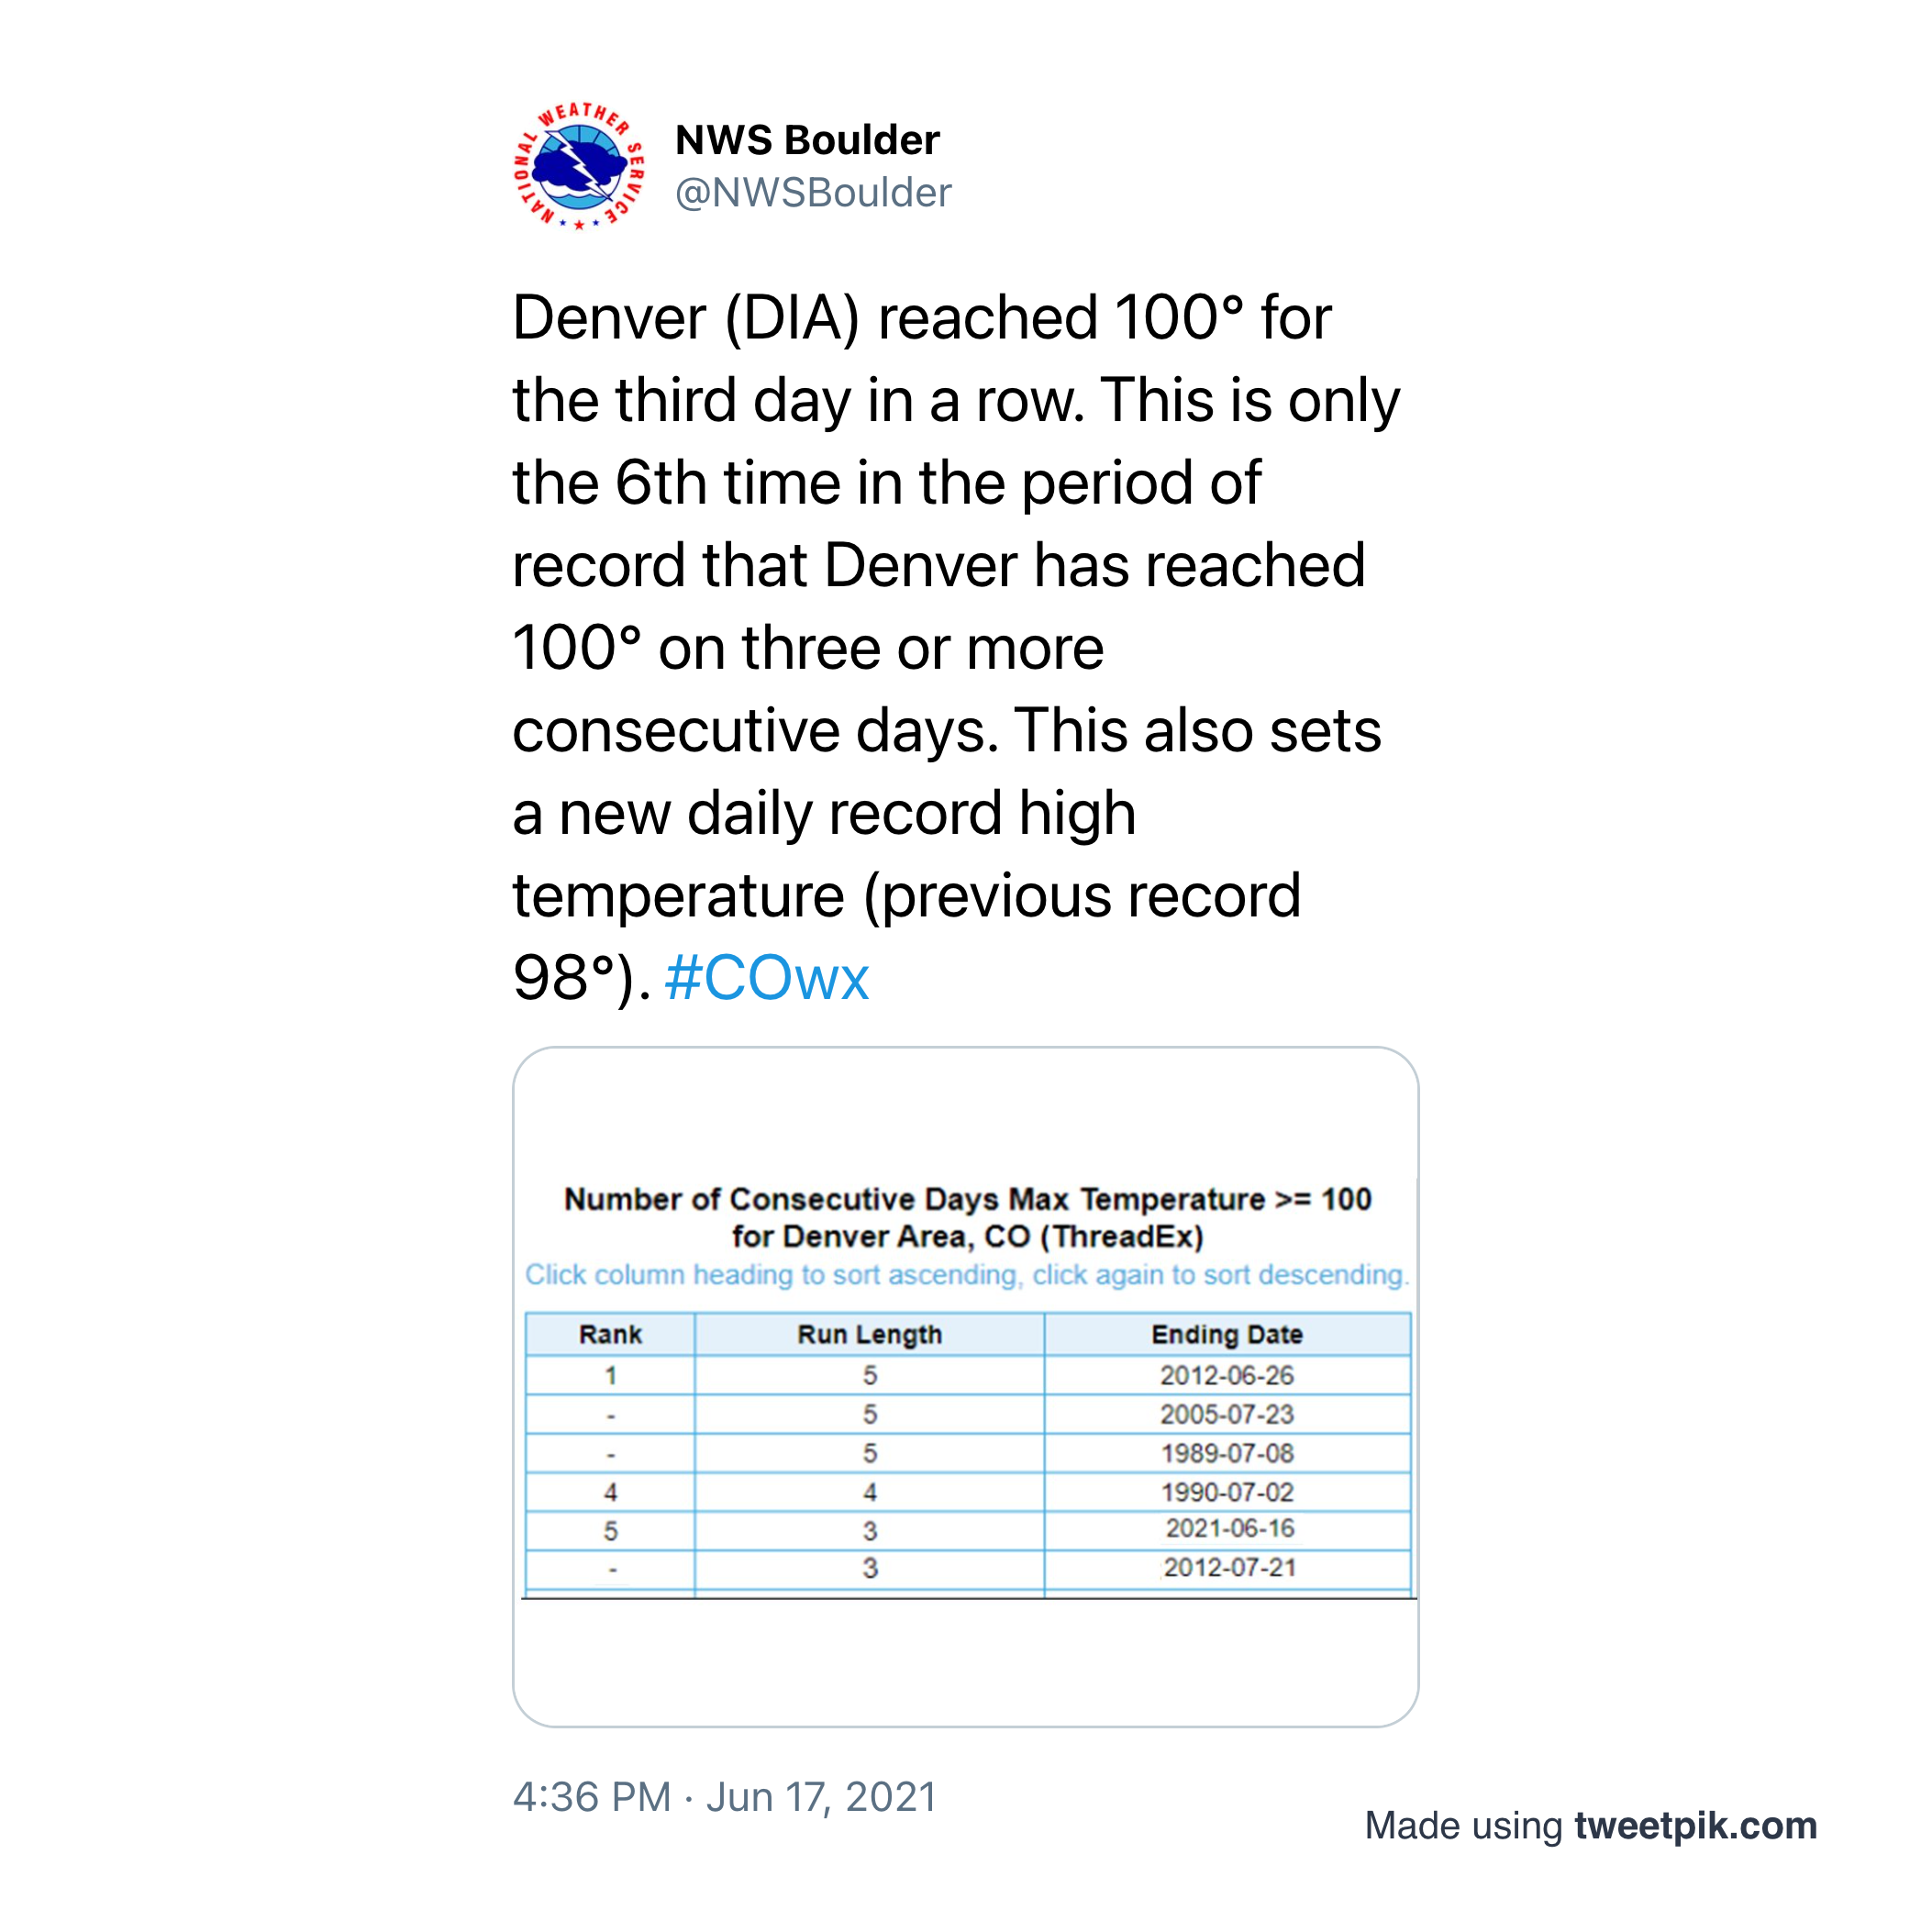 NATIONAL WEATHER SERVICE
NWS Boulder
@NWSBoulder
Denver (DIA) reached 100° for
the third day in a row. This is only
the 6th time in the period of
record that Denver has reached
100° on three or more
consecutive days. This also sets
a new daily record high
temperature (previous record
98°). #COwx
Number of Consecutive Days Max Temperature >= 100
for Denver Area, CO (ThreadEx)
Click column heading to sort ascending, click again to sort descending.
Rank Run Length Ending Date
1 5 2012-06-26
- 5 2005-07-23
- 5 1989-07-08
4 4 1990-07-02
5 3 2021-06-16
- 3 2012-07-21
4:36 PM · Jun 17, 2021
Made using tweetpik.com